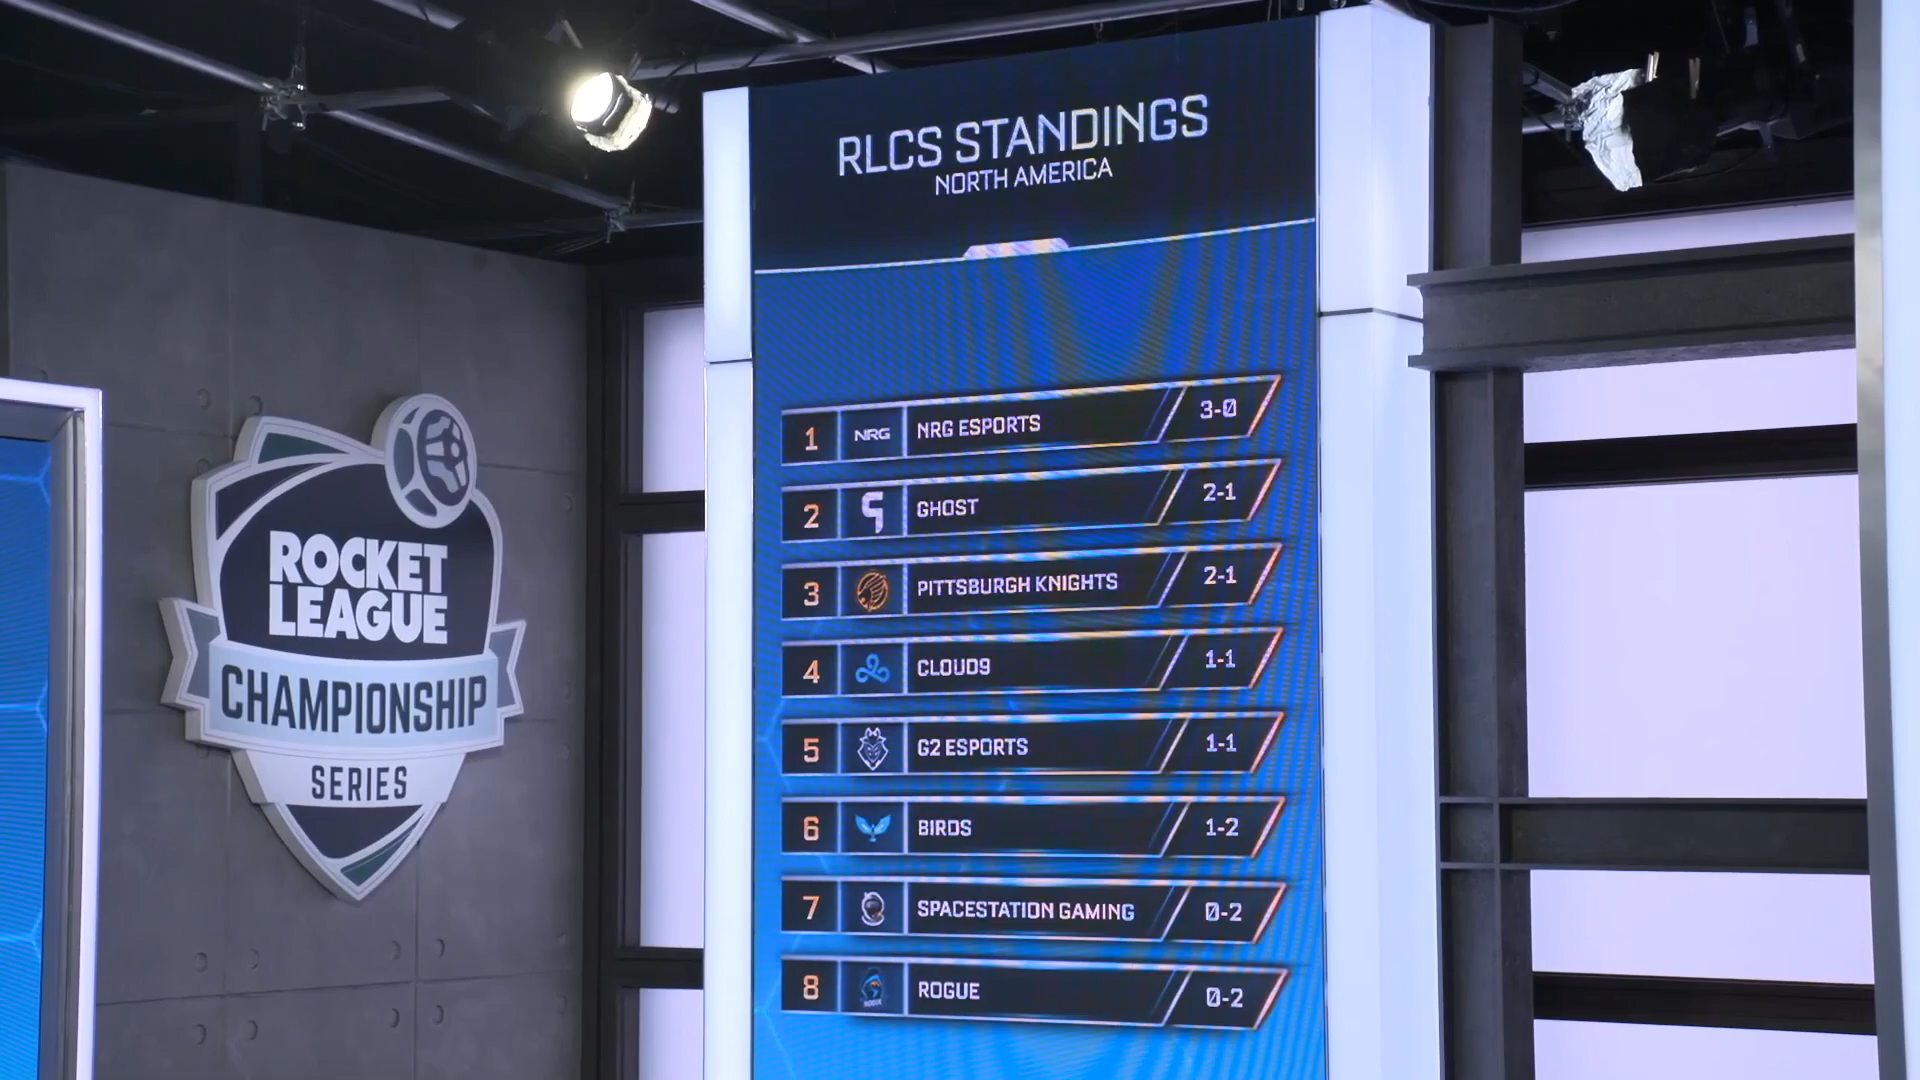 RLCS STANDINGS
NORTH AMERICA
1 NRG NRG ESPORTS 3-0
2 GHOST 2-1
3 PITTSBURGH KNIGHTS 2-1
4 CLOUD9 1-1
5 G2 ESPORTS 1-1
6 BIRDS 1-2
7 SPACESTATION GAMING 0-2
8 ROGUE ROGUE 0-2
ROCKET
LEAGUE
CHAMPIONSHIP
SERIES